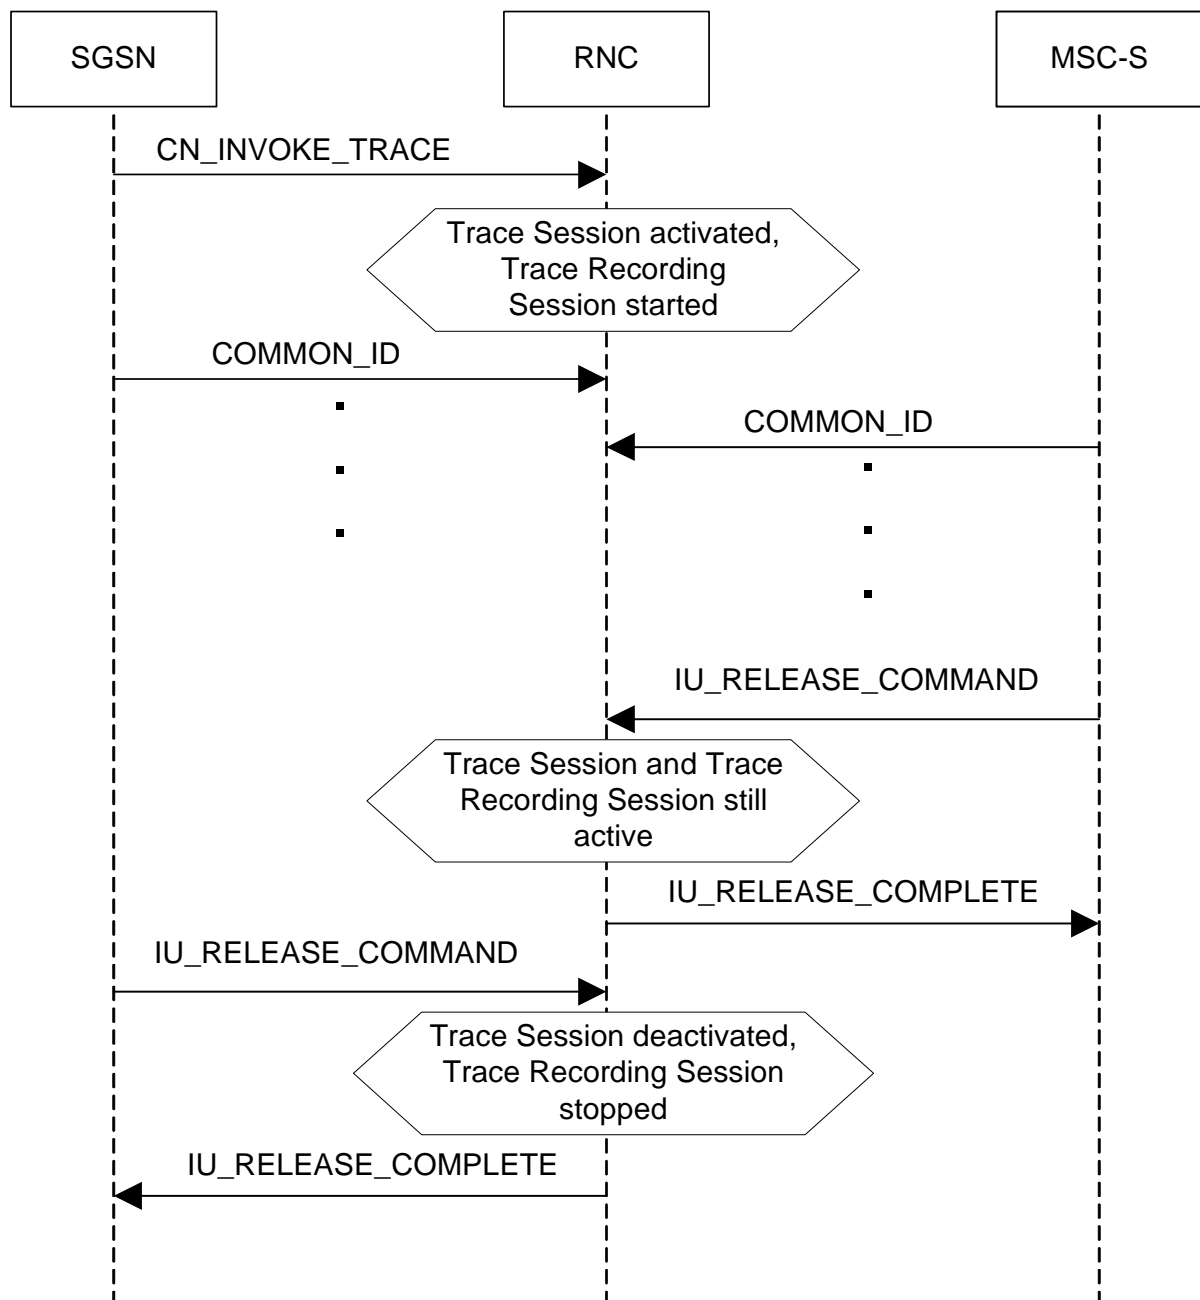 SGSN
RNC
MSC-S
CN_INVOKE_TRACE
Trace Session activated,
Trace Recording
Session started
COMMON_ID
COMMON_ID
IU_RELEASE_COMMAND
Trace Session and Trace
Recording Session still
active
IU_RELEASE_COMPLETE
IU_RELEASE_COMMAND
Trace Session deactivated,
Trace Recording Session
stopped
IU_RELEASE_COMPLETE